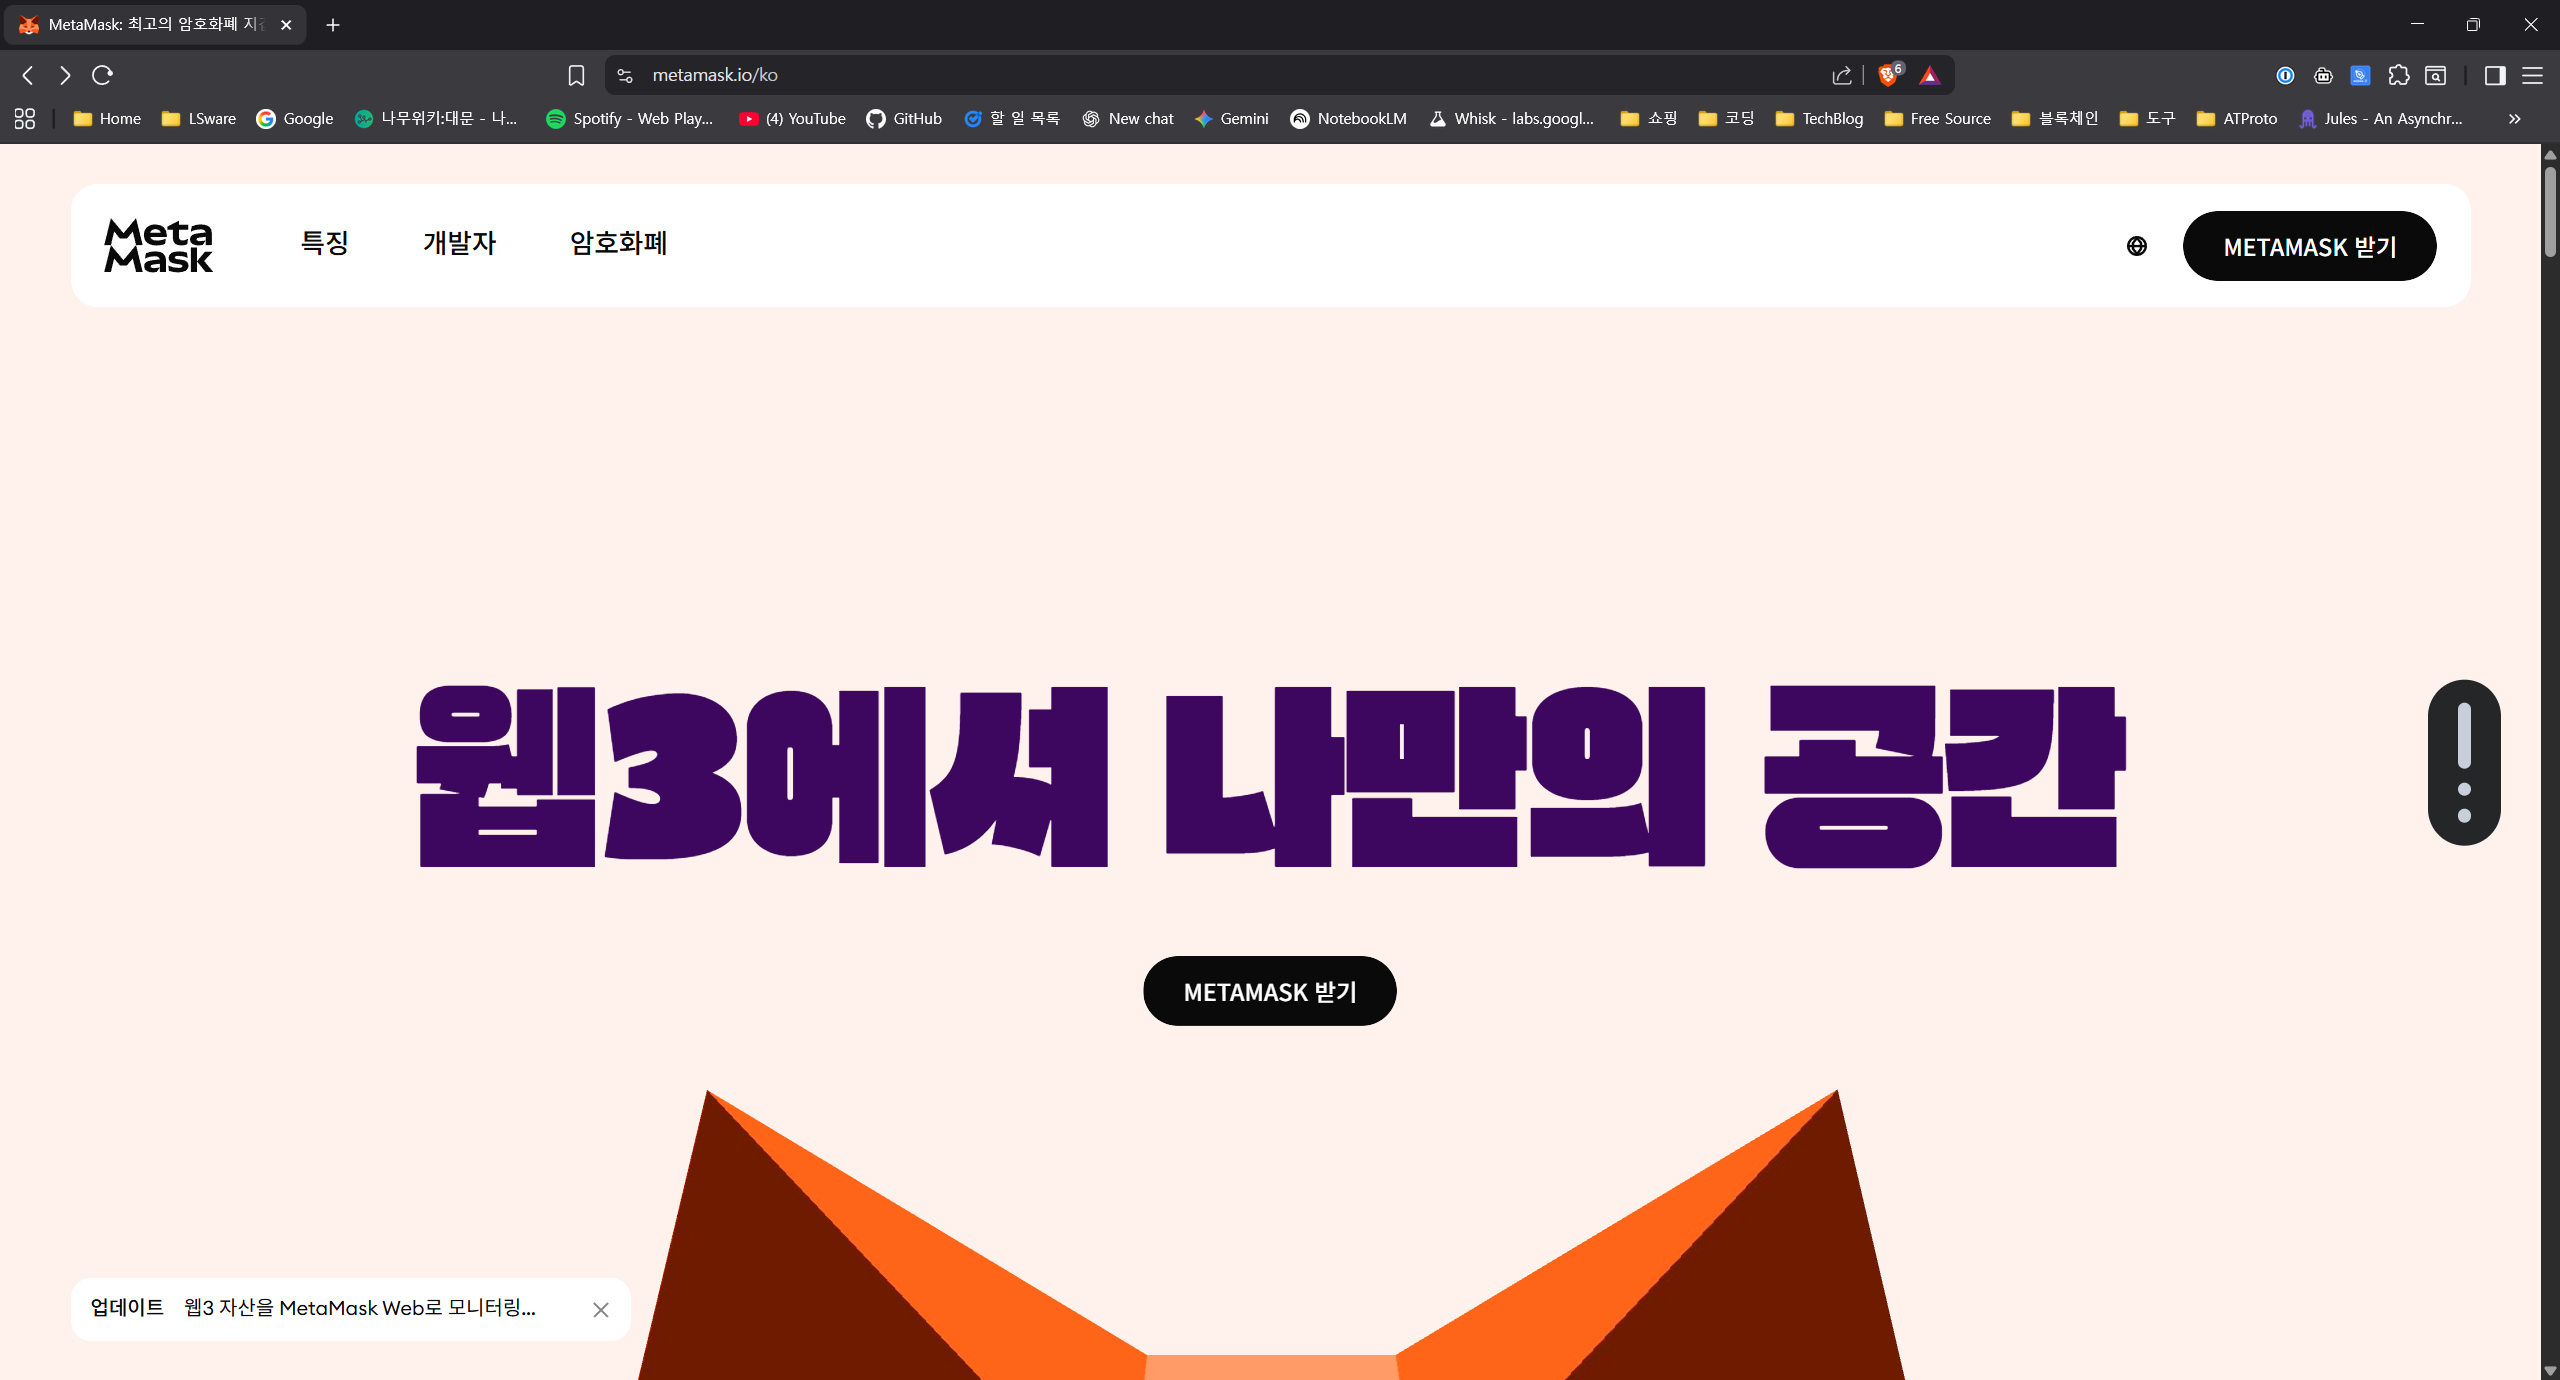 MetaMask: 최고의 암호화폐 지
metamask.io/ko
6
Home
LSware
Google
나무위키:대문 - 나...
Spotify - Web Play...
(4) YouTube
GitHub
할 일 목록
New chat
Gemini
NotebookLM
Whisk - labs.googl...
쇼핑
코딩
TechBlog
Free Source
블록체인
도구
ATProto
Jules - An Asynchr...
Meta
Mask
특징
개발자
암호화폐
METAMASK 받기
웹3에서 나만의 공간
METAMASK 받기
업데이트 웹3 자산을 MetaMask Web로 모니터링...